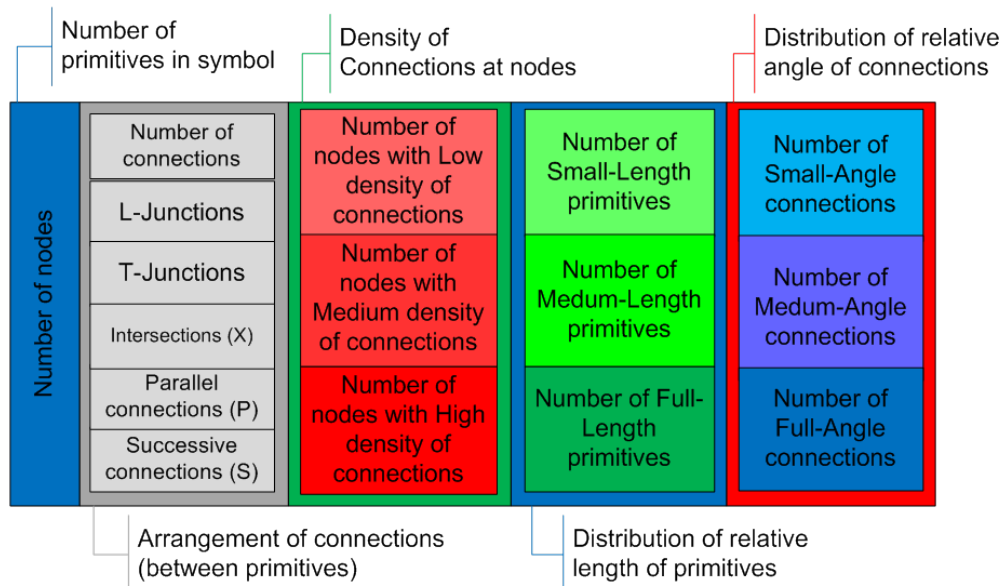 Number of
primitives in symbol
Density of
Connections at nodes
Distribution of relative
angle of connections
Number of nodes
Number of
connections
L-Junctions
T-Junctions
Intersections (X)
Parallel
connections (P)
Successive
connections (S)
Number of
nodes with Low
density of
connections
Number of
nodes with
Medium density
of connections
Number of
nodes with High
density of
connections
Number of
Small-Length
primitives
Number of
Medum-Length
primitives
Number of Full-
Length
primitives
Number of
Small-Angle
connections
Number of
Medum-Angle
connections
Number of
Full-Angle
connections
Arrangement of connections
(between primitives)
Distribution of relative
length of primitives